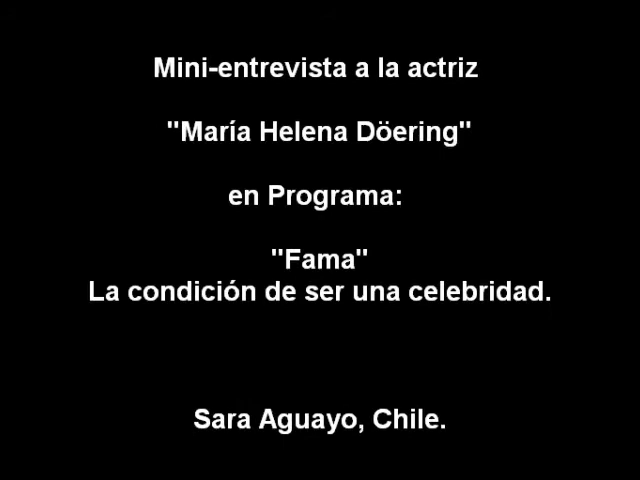 Mini-entrevista a la actriz
"María Helena Döering"
en Programa:
"Fama"
La condición de ser una celebridad.
Sara Aguayo, Chile.